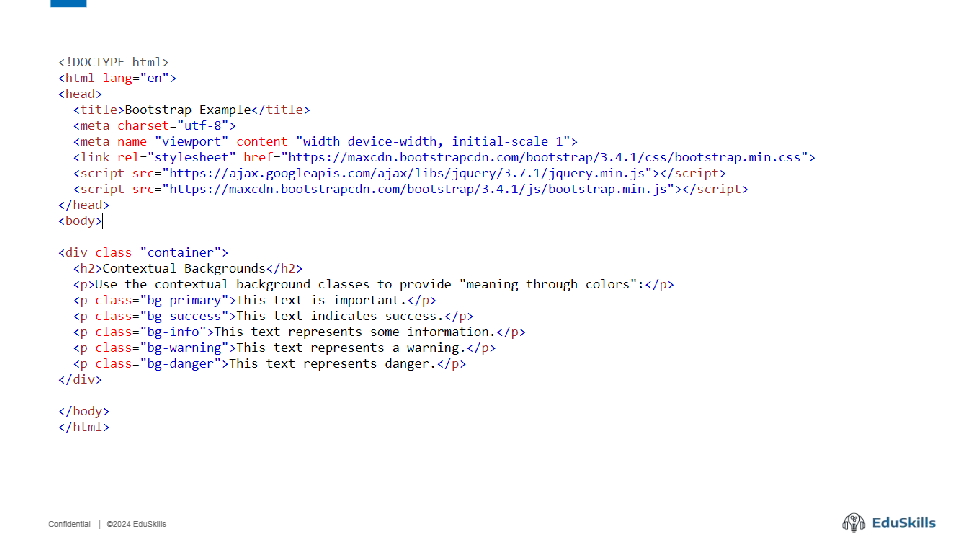 <!DOCTYPE html>
<html lang="en">
<head>
<title>Bootstrap Example</title>
<meta charset="utf-8">
<meta name "viewport" content "width device-width, initial-scale 1">
<link rel="stylesheet" href="https://maxcdn.bootstrapcdn.com/bootstrap/3.4.1/css/bootstrap.min.css">
<script src="https://ajax.googleapis.com/ajax/libs/jquery/3.7.1/jquery.min.js"></script>
<script src="https://maxcdn.bootstrapcdn.com/bootstrap/3.4.1/js/bootstrap.min.js"></script>
</head>
<body>
<div class "container">
<h2>Contextual Backgrounds</h2>
<p>Use the contextual background classes to provide "meaning through colors":</p>
<p class="bg primary">This text is important.</p>
<p class="bg success">This text indicates success.</p>
<p class="bg-info">This text represents some information.</p>
<p class="bg-warning">This text represents a warning.</p>
<p class="bg-danger">This text represents danger.</p>
</div>
</body>
</html>
Confidential | ©2024 EduSkills
EduSkills